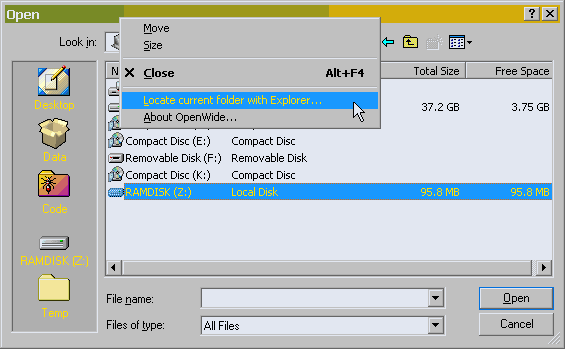 Open
Look in:
Move
Size
Close Alt+F4
Locate current folder with Explorer...
About OpenWide...
N Total Size Free Space
37.2 GB 3.75 GB
Compact Disc (E:) Compact Disc
Removable Disk (F:) Removable Disk
Compact Disc (K:) Compact Disc
RAMDISK (Z:) Local Disk 95.8 MB 95.8 MB
Desktop
Data
Code
RAMDISK (Z:)
Temp
File name:
Open
Files of type: All Files
Cancel